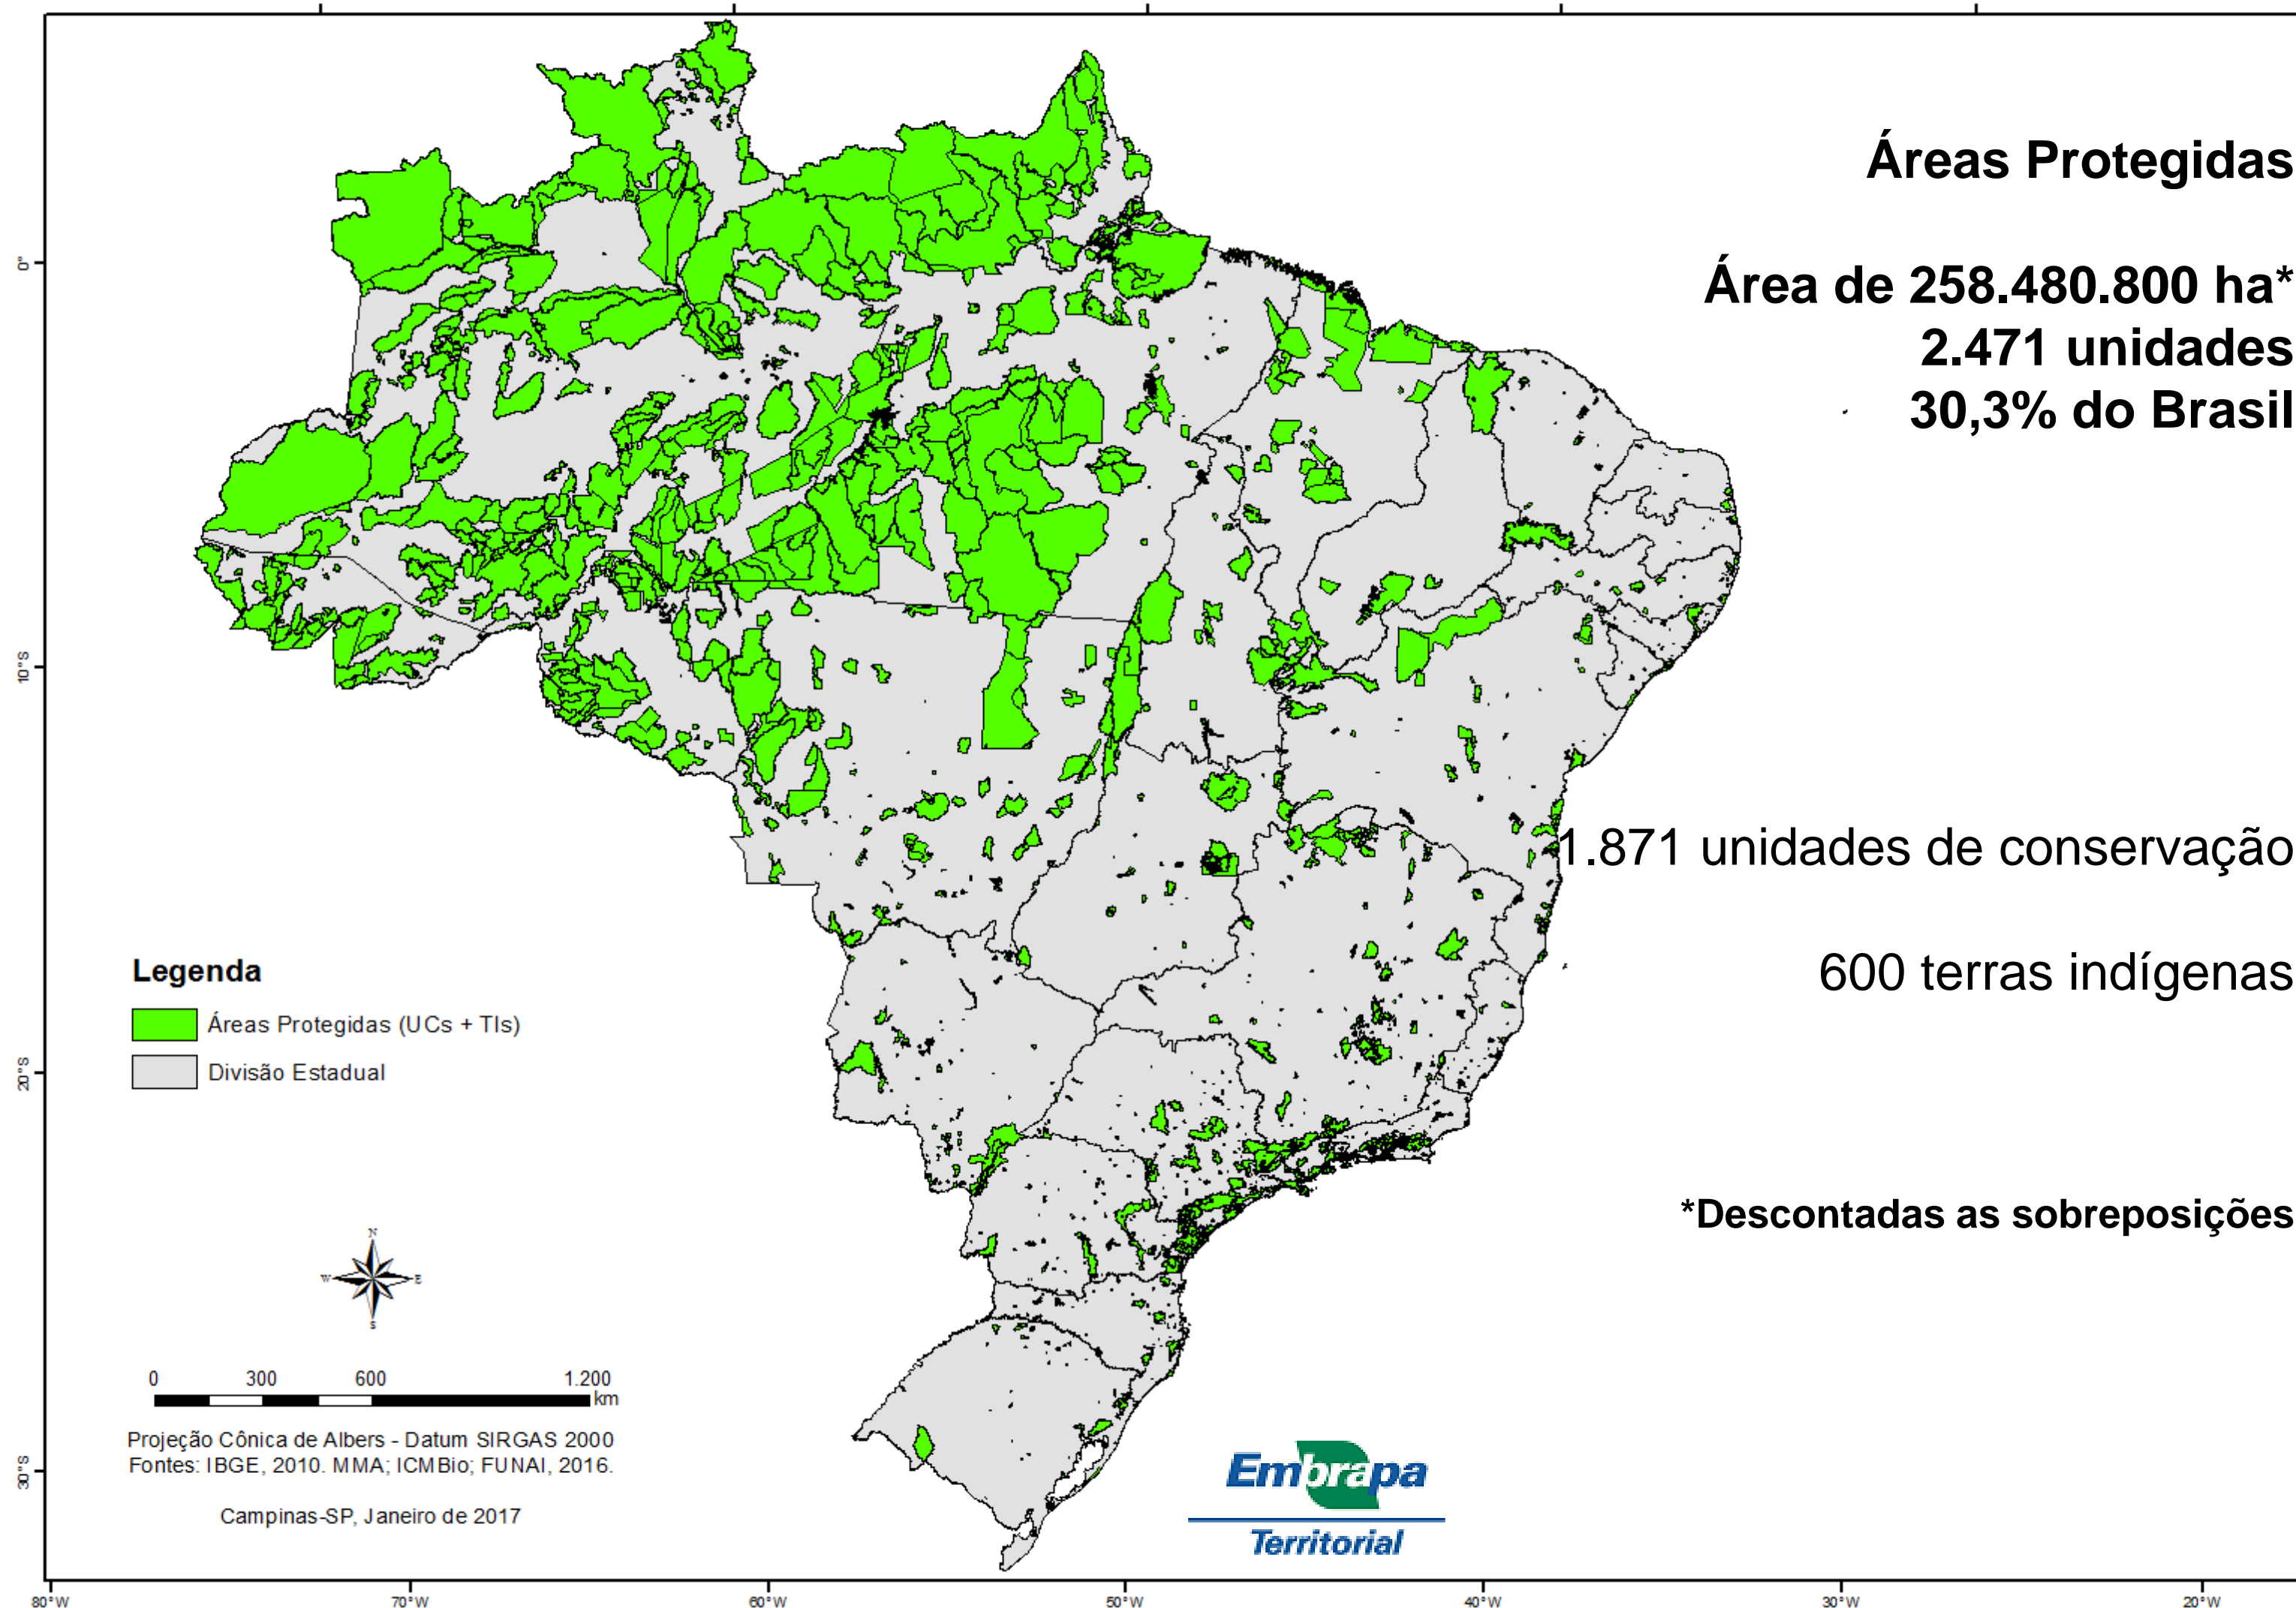 Áreas Protegidas
Área de 258.480.800 ha*
2.471 unidades
30,3% do Brasil
1.871 unidades de conservação
600 terras indígenas
*Descontadas as sobreposições
0°
10°S
20°S
30°S
Legenda
Áreas Protegidas (UCs + TIs)
Divisão Estadual
N
W E
S
0 300 600 1.200
km
Projeção Cônica de Albers - Datum SIRGAS 2000
Fontes: IBGE, 2010. MMA; ICMBio; FUNAI, 2016.
Campinas-SP, Janeiro de 2017
Embrapa
Territorial
80°W 70°W 60°W 50°W 40°W 30°W 20°W